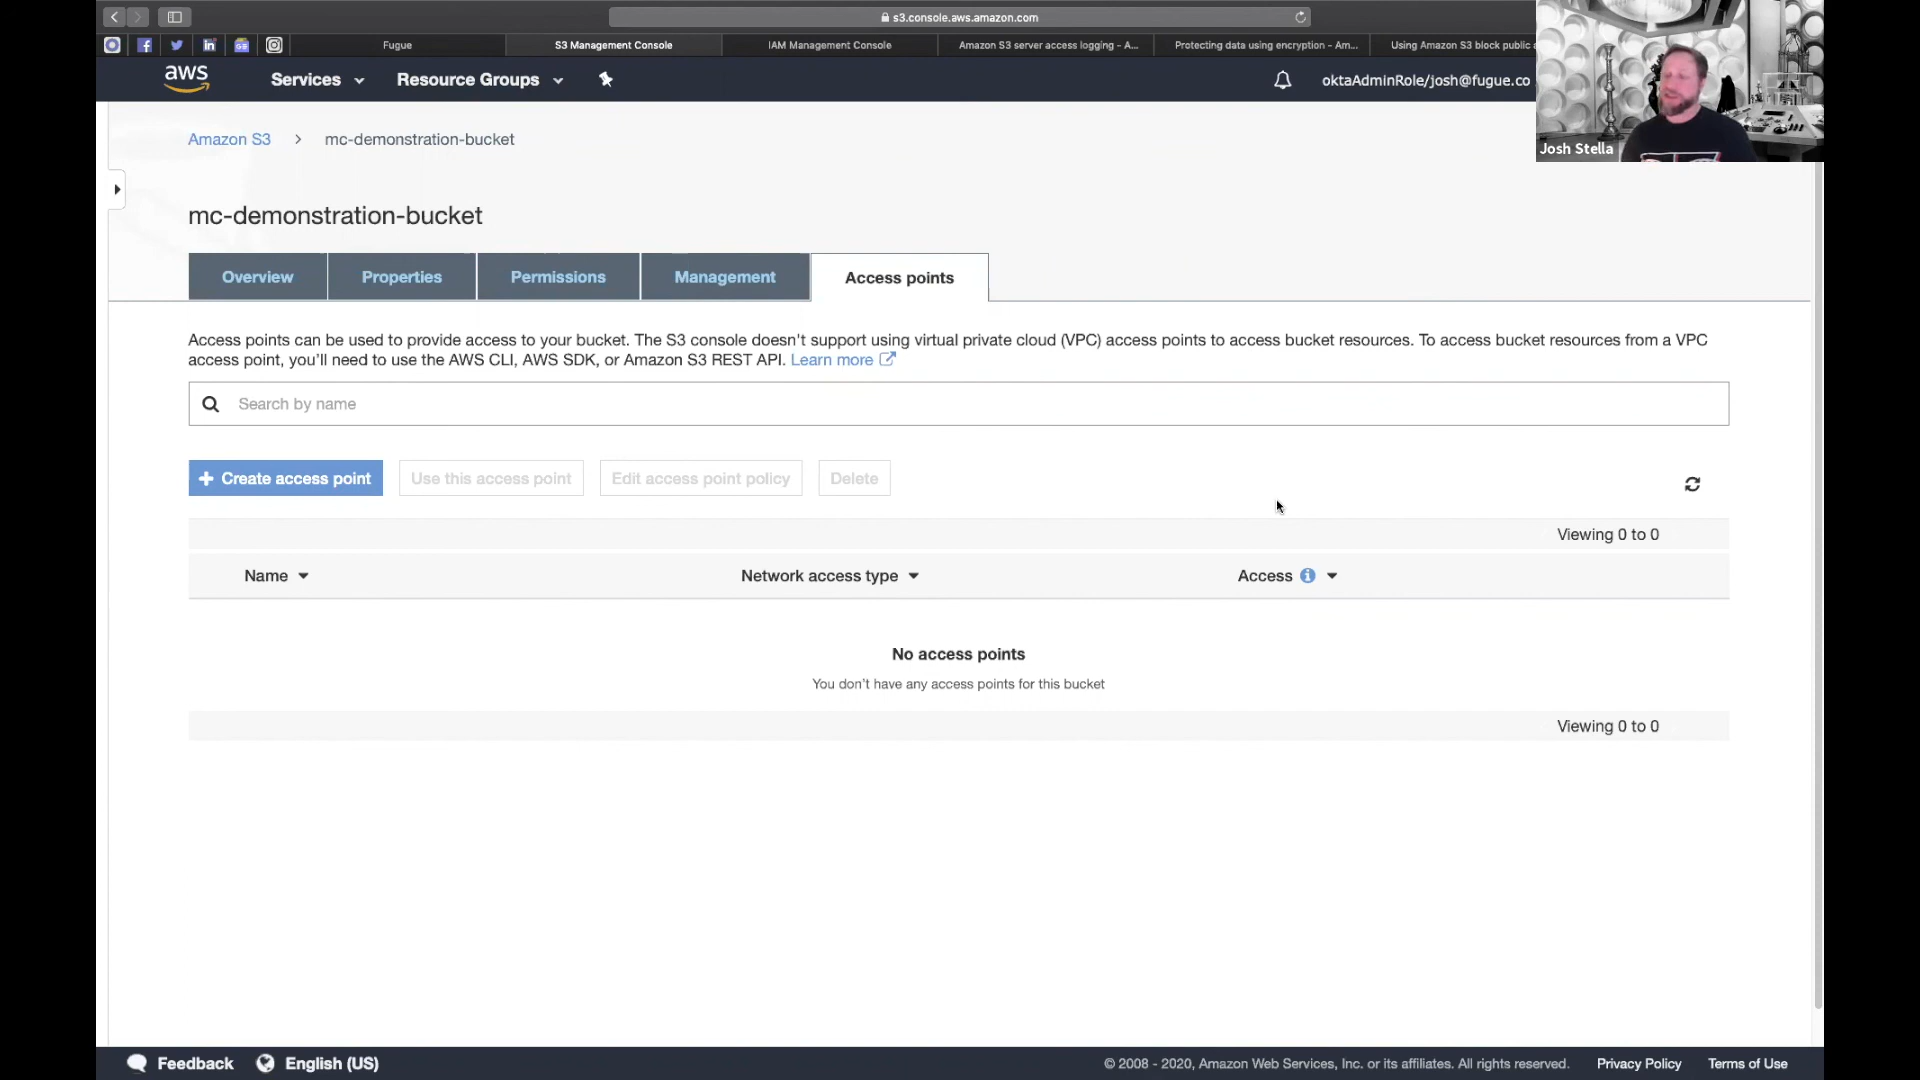 s3.console.aws.amazon.com
Fugue
S3 Management Console
IAM Management Console
Amazon S3 server access logging - A...
Protecting data using encryption - Am...
Using Amazon S3 block public a
aws
Services
Resource Groups
oktaAdminRole/josh@fugue.co
Josh Stella
Amazon S3 > mc-demonstration-bucket
mc-demonstration-bucket
Overview
Properties
Permissions
Management
Access points
Access points can be used to provide access to your bucket. The S3 console doesn't support using virtual private cloud (VPC) access points to access bucket resources. To access bucket resources from a VPC
access point, you'll need to use the AWS CLI, AWS SDK, or Amazon S3 REST API. Learn more
Search by name
+ Create access point
Use this access point
Edit access point policy
Delete
Viewing 0 to 0
Name
Network access type
Access
No access points
You don't have any access points for this bucket
Viewing 0 to 0
Feedback
English (US)
© 2008 - 2020, Amazon Web Services, Inc. or its affiliates. All rights reserved.
Privacy Policy
Terms of Use